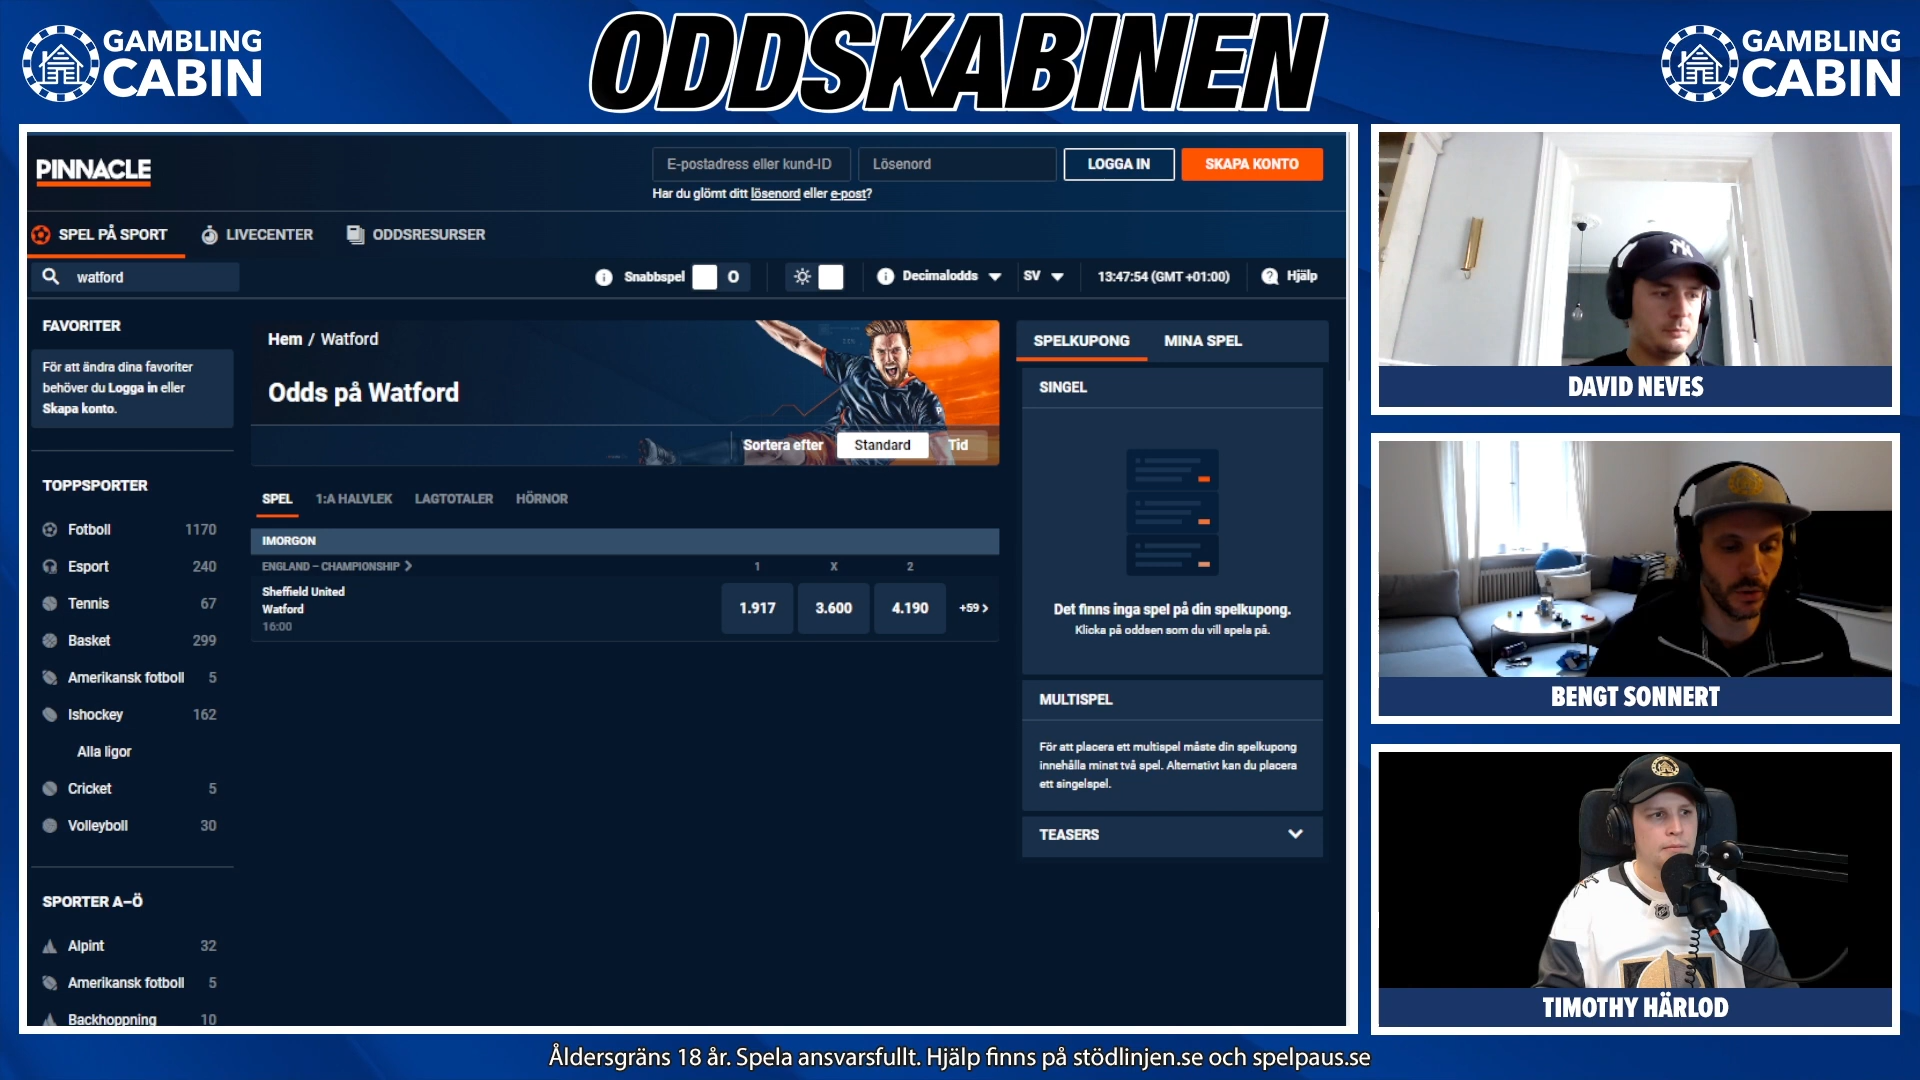 GAMBLING
CABIN
ODDSKABINEN
GAMBLING
CABIN
PINNACLE
E-postadress eller kund-ID
Lösenord
LOGGA IN
SKAPA KONTO
Har du glömt ditt lösenord eller e-post?
SPEL PÅ SPORT
LIVECENTER
ODDSRESURSER
watford
Snabbspel
O
Decimalodds
SV
13:47:54 (GMT +01:00)
Hjälp
FAVORITER
För att ändra dina favoriter
behöver du Logga in eller
Skapa konto.
TOPPSPORTER
Fotboll 1170
Esport 240
Tennis 67
Basket 299
Amerikansk fotboll 5
Ishockey 162
Alla ligor
Cricket 5
Volleyboll 30
SPORTER A–Ö
Alpint 32
Amerikansk fotboll 5
Backhoppning 10
Hem / Watford
Odds på Watford
Sortera efter
Standard
Tid
SPEL
1:A HALVLEK
LAGTOTALER
HÖRNOR
IMORGON
ENGLAND – CHAMPIONSHIP 1 X 2
Sheffield United
Watford
16:00
1.917 3.600 4.190 +59
SPELKUPONG
MINA SPEL
SINGEL
Det finns inga spel på din spelkupong.
Klicka på oddsen som du vill spela på.
MULTISPEL
För att placera ett multispel måste din spelkupong
innehålla minst två spel. Alternativt kan du placera
ett singelspel.
TEASERS
DAVID NEVES
BENGT SONNERT
TIMOTHY HÄRLOD
Åldersgräns 18 år. Spela ansvarsfullt. Hjälp finns på stödlinjen.se och spelpaus.se